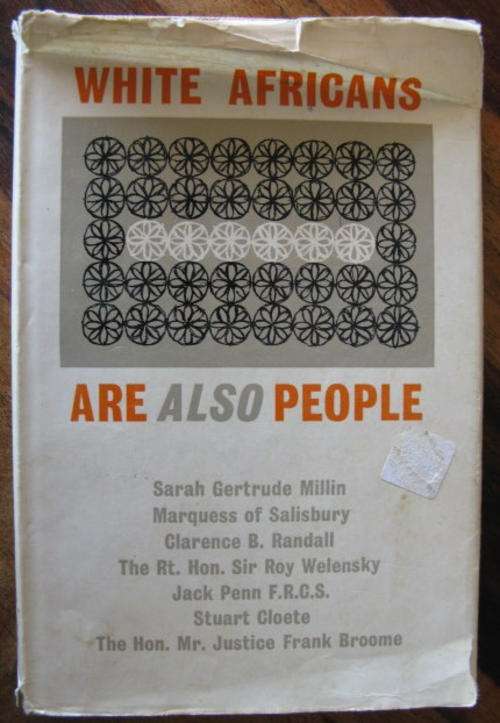 WHITE AFRICANS
ARE ALSO PEOPLE
Sarah Gertrude Millin
Marquess of Salisbury
Clarence B. Randall
The Rt. Hon. Sir Roy Welensky
Jack Penn F.R.C.S.
Stuart Cloete
The Hon. Mr. Justice Frank Broome